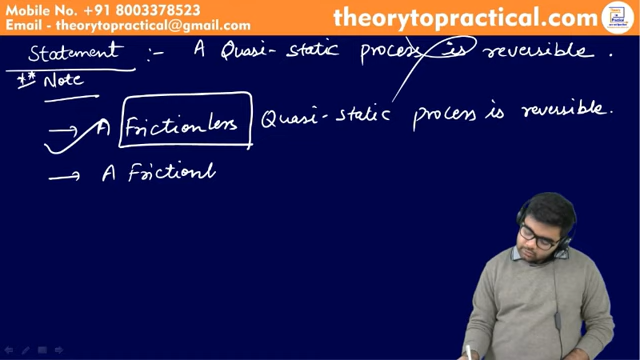 Mobile No. +91 8003378523
Email - theorytopractical@gmail.com
theorytopractical.com
Statement :- A Quasi-static process is reversible.
** Note
→ A Frictionless Quasi-static process is reversible.
→ A Frictionl